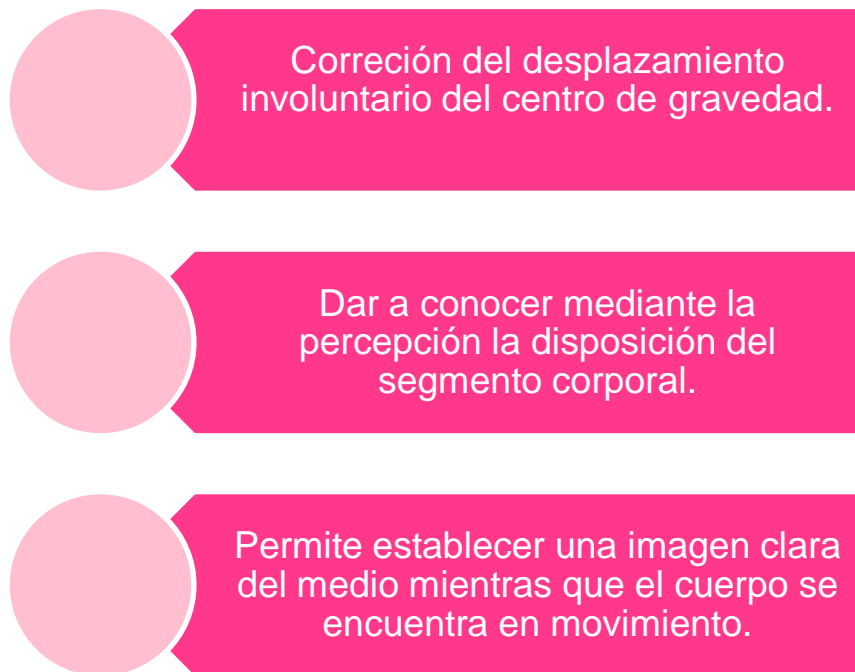 Correción del desplazamiento
involuntario del centro de gravedad.
Dar a conocer mediante la
percepción la disposición del
segmento corporal.
Permite establecer una imagen clara
del medio mientras que el cuerpo se
encuentra en movimiento.